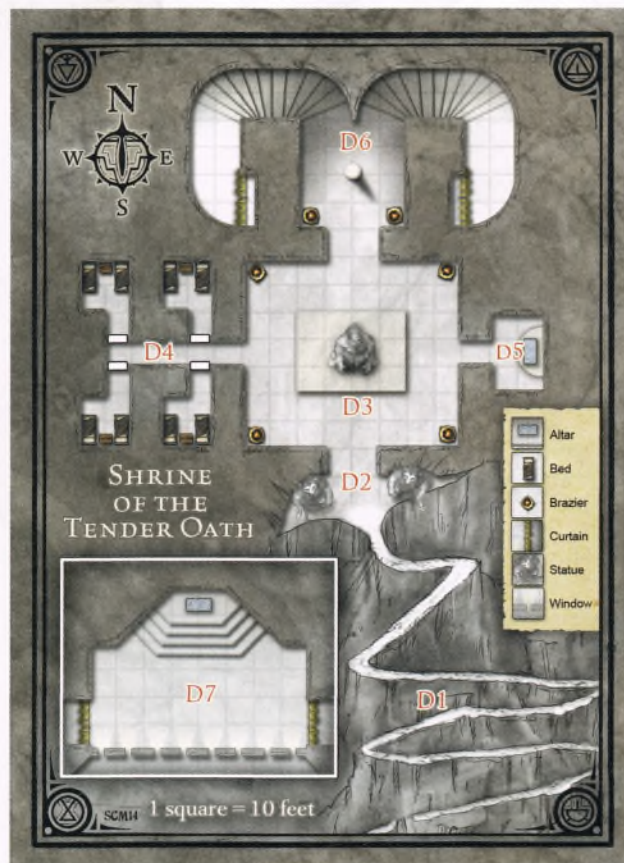 N
W E
S
D6
D4
D5
D3
D2
SHRINE
OF THE
TENDER OATH
Altar
Bed
Brazier
Curtain
Statue
Window
D7
D1
SCM14
1 square = 10 feet